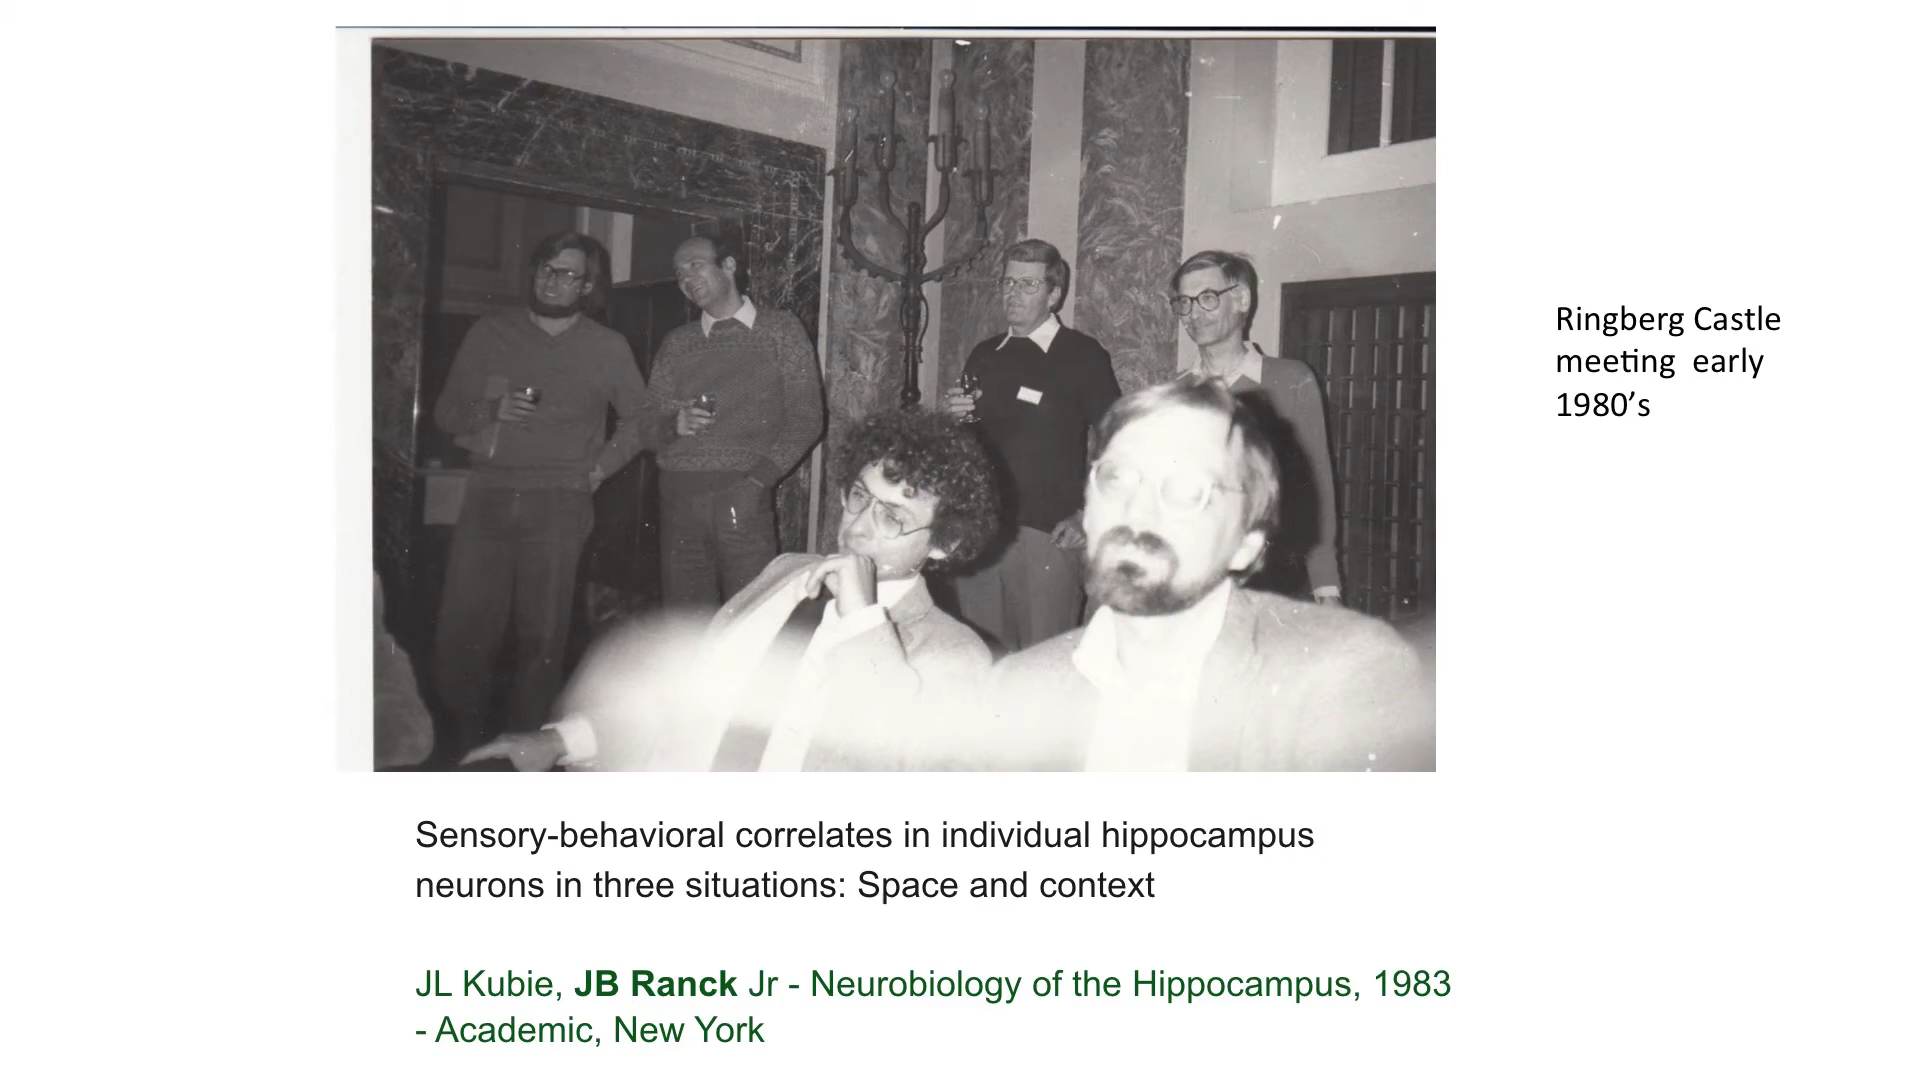 Ringberg Castle
meeting  early
1980’s
Sensory-behavioral correlates in individual hippocampus
neurons in three situations: Space and context
JL Kubie, JB Ranck Jr - Neurobiology of the Hippocampus, 1983
- Academic, New York